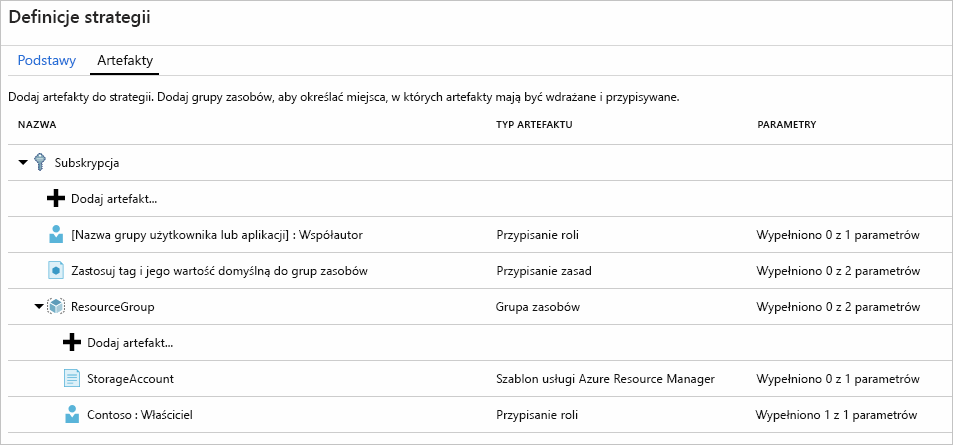 Definicje strategii
Podstawy Artefakty
Dodaj artefakty do strategii. Dodaj grupy zasobów, aby określać miejsca, w których artefakty mają być wdrażane i przypisywane.
NAZWA TYP ARTEFAKTU PARAMETRY
Subskrypcja
Dodaj artefakt...
[Nazwa grupy użytkownika lub aplikacji] : Współautor Przypisanie roli Wypełniono 0 z 1 parametrów
Zastosuj tag i jego wartość domyślną do grup zasobów Przypisanie zasad Wypełniono 0 z 2 parametrów
ResourceGroup Grupa zasobów Wypełniono 0 z 2 parametrów
Dodaj artefakt...
StorageAccount Szablon usługi Azure Resource Manager Wypełniono 0 z 1 parametrów
Contoso : Właściciel Przypisanie roli Wypełniono 1 z 1 parametrów